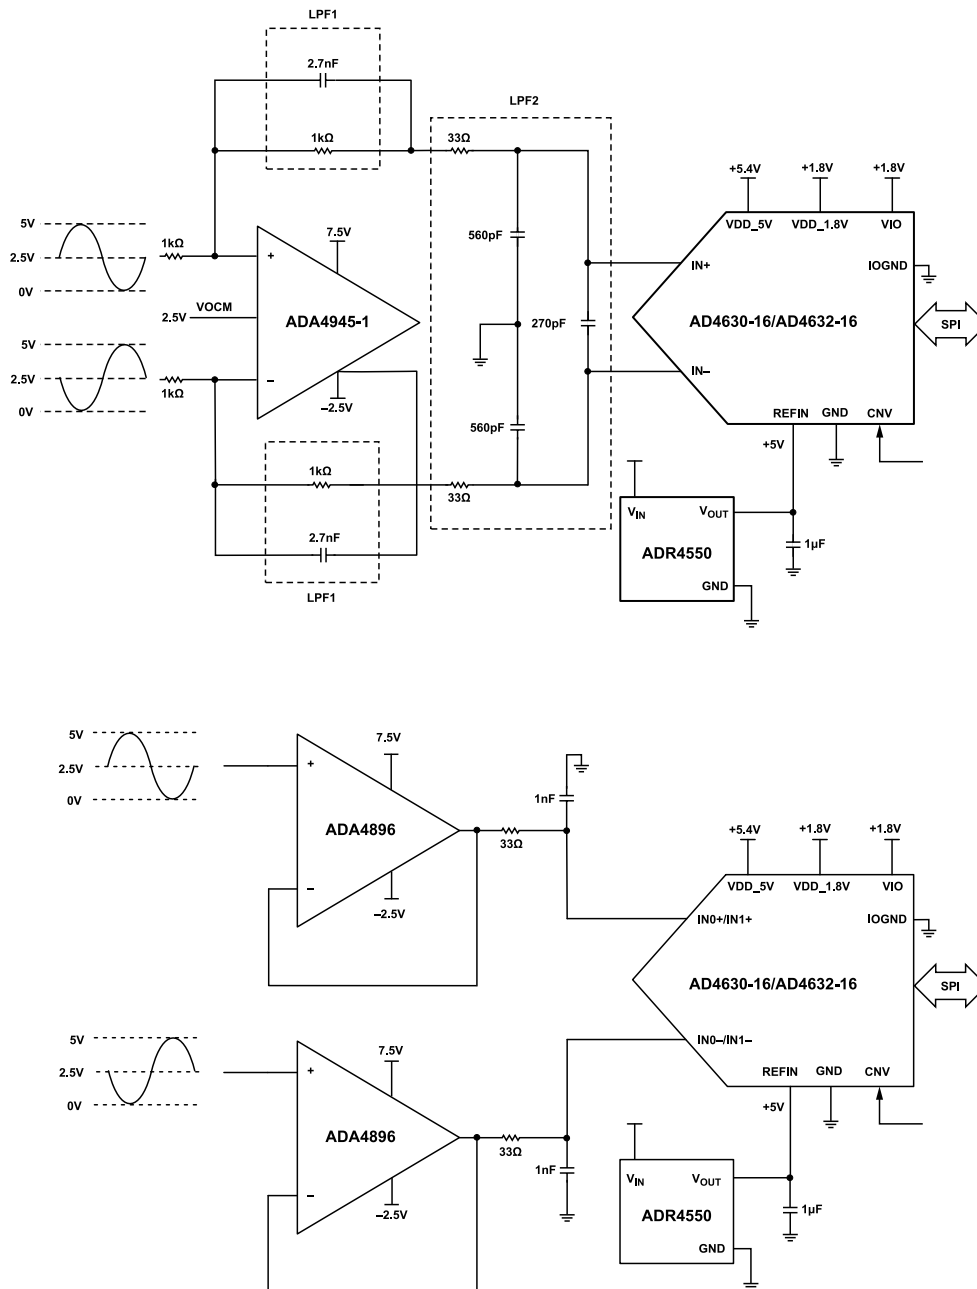 LPF1
2.7nF
1kΩ
LPF2
33Ω
+5.4V
+1.8V
+1.8V
VDD_5V
VDD_1.8V
VIO
5V
2.5V
0V
1kΩ
7.5V
+
560pF
IN+
IOGND
VOCM
2.5V
ADA4945-1
270pF
AD4630-16/AD4632-16
SPI
5V
2.5V
0V
1kΩ
–
–2.5V
IN–
560pF
REFIN
GND
CNV
+5V
1kΩ
33Ω
VIN
VOUT
2.7nF
ADR4550
1µF
GND
LPF1
5V
2.5V
0V
7.5V
+
ADA4896
–
–2.5V
33Ω
1nF
+5.4V
+1.8V
+1.8V
VDD_5V
VDD_1.8V
VIO
IN0+/IN1+
IOGND
AD4630-16/AD4632-16
SPI
5V
2.5V
0V
7.5V
+
ADA4896
–
–2.5V
33Ω
1nF
IN0–/IN1–
REFIN
GND
CNV
+5V
VIN
VOUT
ADR4550
1µF
GND